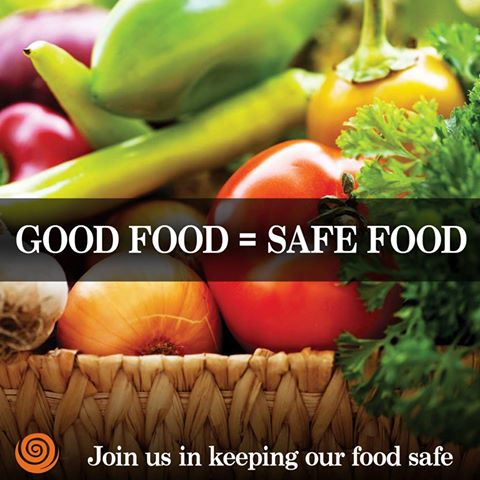 GOOD FOOD = SAFE FOOD
Join us in keeping our food safe